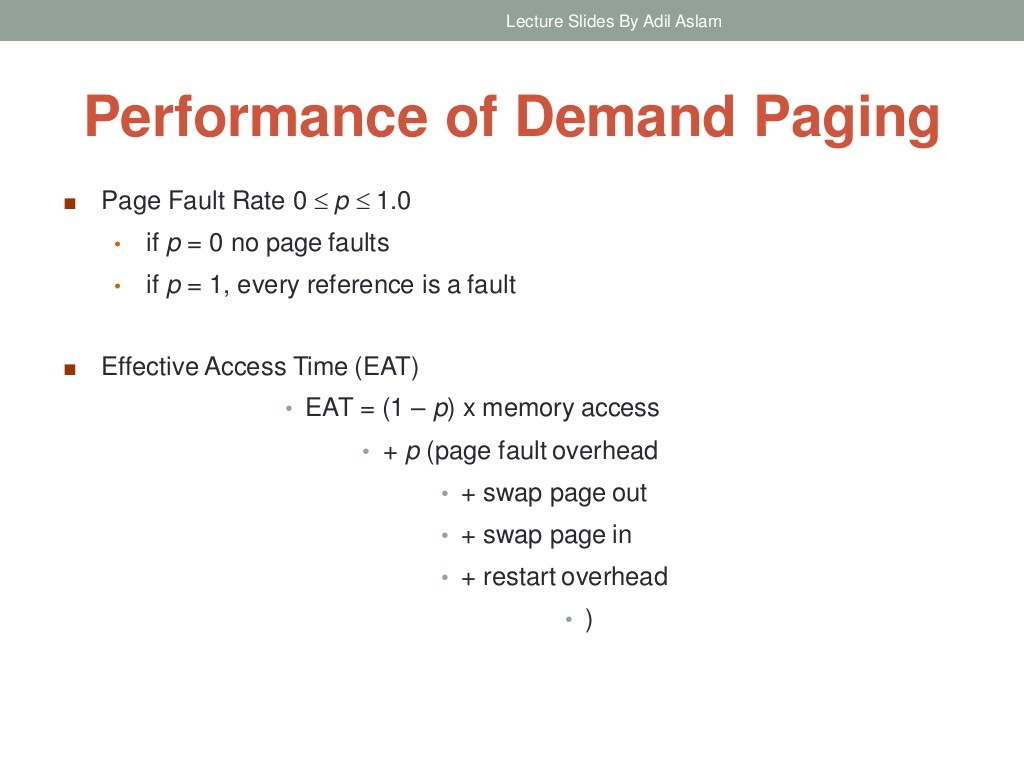 Lecture Slides By Adil Aslam
Performance of Demand Paging
■ Page Fault Rate 0 ≤ p ≤ 1.0
• if p = 0 no page faults
• if p = 1, every reference is a fault
■ Effective Access Time (EAT)
• EAT = (1 – p) x memory access
• + p (page fault overhead
• + swap page out
• + swap page in
• + restart overhead
• )